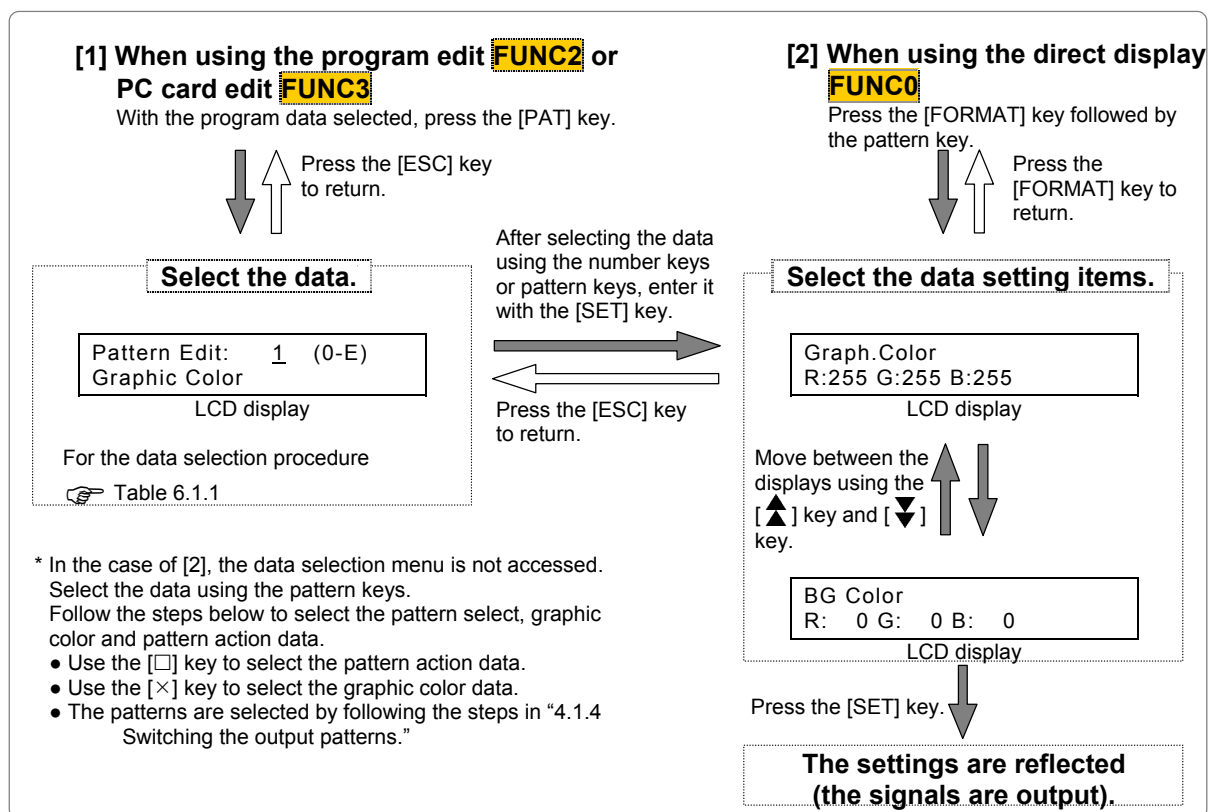 [1] When using the program edit FUNC2 or
PC card edit FUNC3
With the program data selected, press the [PAT] key.
Press the [ESC] key
to return.
Select the data.
Pattern Edit: 1 (0-E)
Graphic Color
LCD display
For the data selection procedure
☞ Table 6.1.1
After selecting the data
using the number keys
or pattern keys, enter it
with the [SET] key.
Press the [ESC] key
to return.
* In the case of [2], the data selection menu is not accessed.
Select the data using the pattern keys.
Follow the steps below to select the pattern select, graphic
color and pattern action data.
● Use the [□] key to select the pattern action data.
● Use the [×] key to select the graphic color data.
● The patterns are selected by following the steps in “4.1.4
Switching the output patterns.”
[2] When using the direct display
FUNC0
Press the [FORMAT] key followed by
the pattern key.
Press the
[FORMAT] key to
return.
Select the data setting items.
Graph.Color
R:255 G:255 B:255
LCD display
Move between the
displays using the
[⏫] key and [⏬]
key.
BG Color
R: 0 G: 0 B: 0
LCD display
Press the [SET] key.
The settings are reflected
(the signals are output).